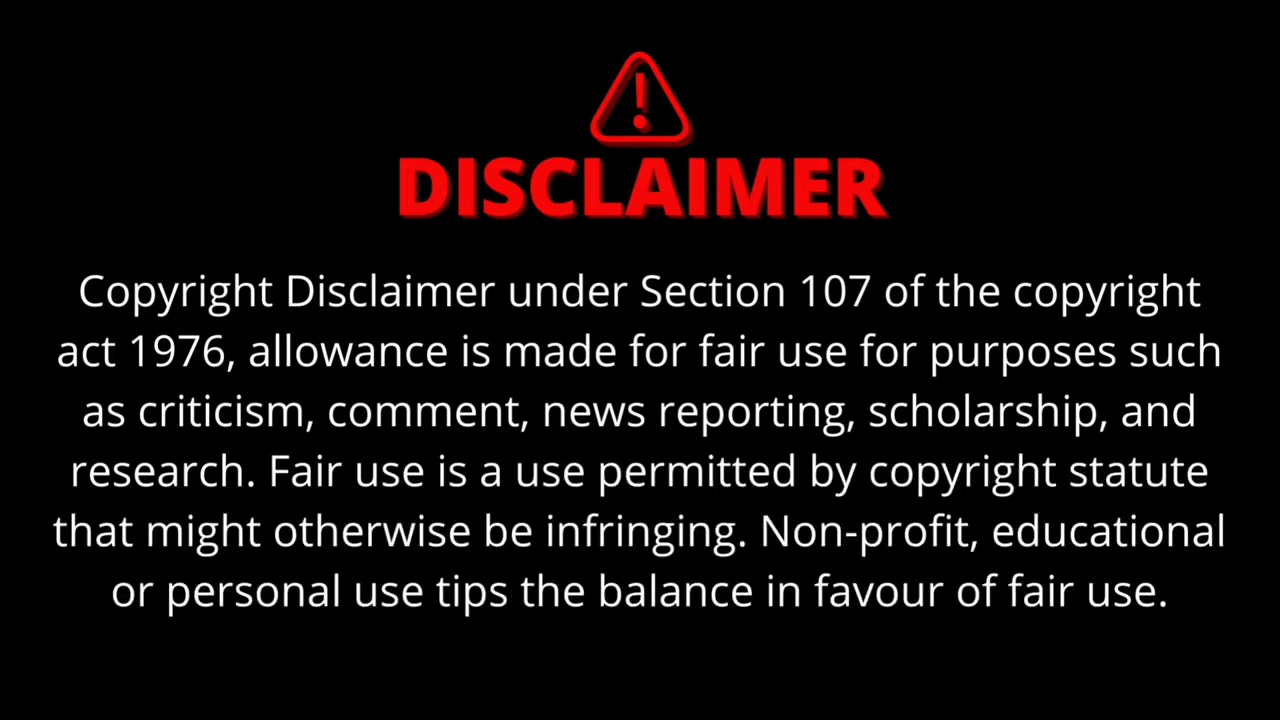 DISCLAIMER
Copyright Disclaimer under Section 107 of the copyright
act 1976, allowance is made for fair use for purposes such
as criticism, comment, news reporting, scholarship, and
research. Fair use is a use permitted by copyright statute
that might otherwise be infringing. Non-profit, educational
or personal use tips the balance in favour of fair use.